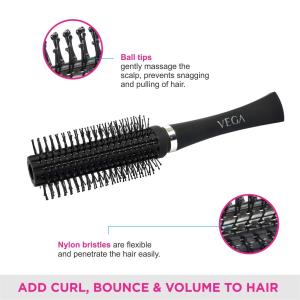 Ball tips
gently massage the
scalp, prevents snagging
and pulling of hair.
VEGA
Nylon bristles are flexible
and penetrate the hair easily.
ADD CURL, BOUNCE & VOLUME TO HAIR